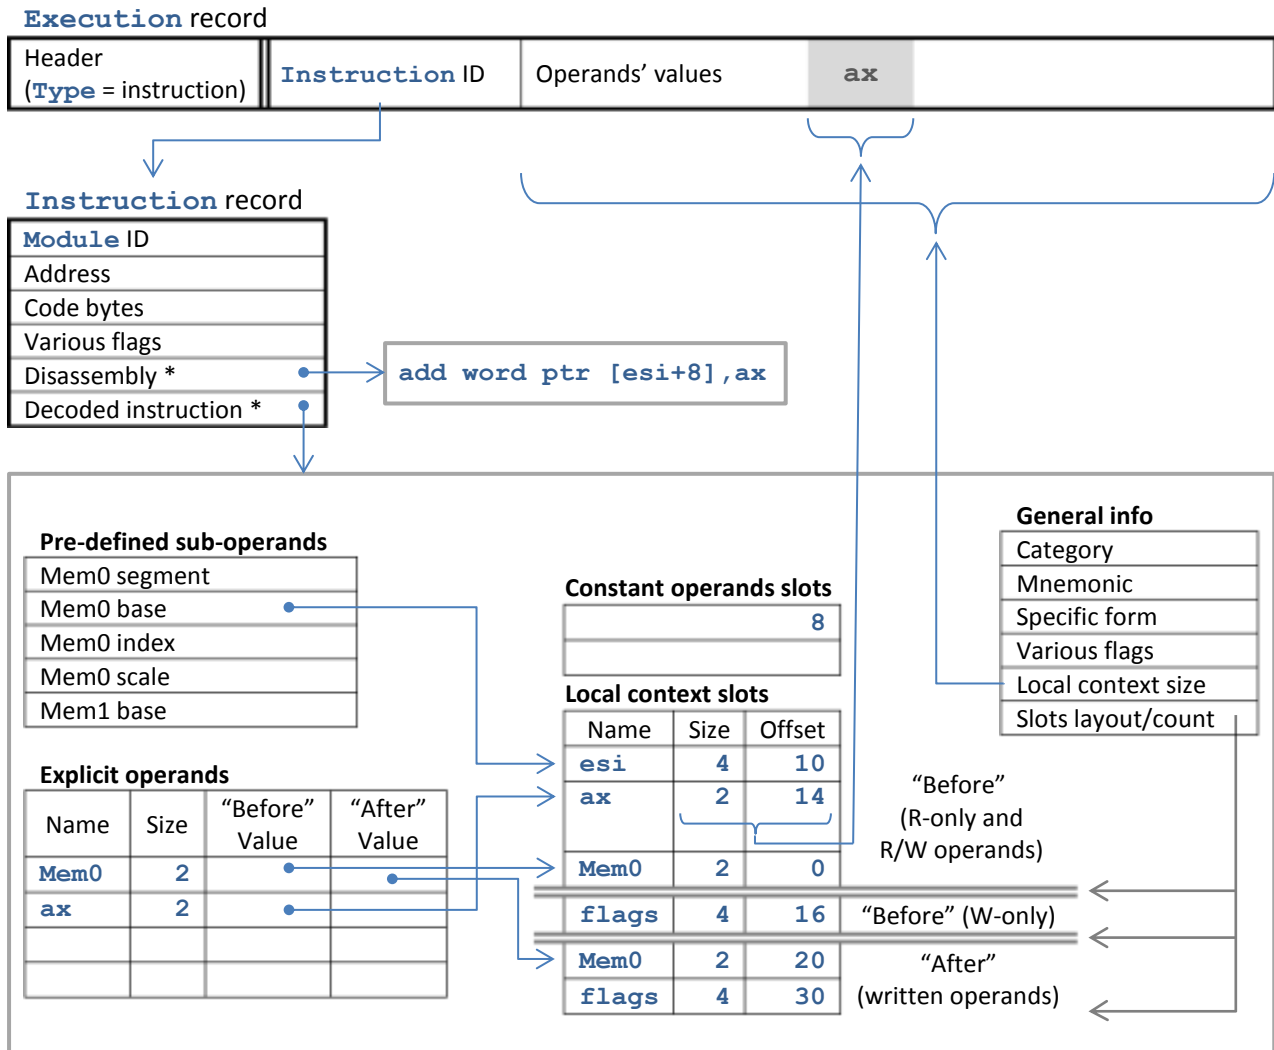 Execution record
Header
(Type = instruction)
Instruction ID
Operands' values
ax
Instruction record
Module ID
Address
Code bytes
Various flags
Disassembly *
Decoded instruction *
add word ptr [esi+8],ax
Pre-defined sub-operands
Mem0 segment
Mem0 base
Mem0 index
Mem0 scale
Mem1 base
Explicit operands
Name Size “Before” Value “After” Value
Mem0 2
ax 2
Constant operands slots
8
Local context slots
Name Size Offset
esi 4 10
ax 2 14
Mem0 2 0
flags 4 16
Mem0 2 20
flags 4 30
“Before”
(R-only and
R/W operands)
“Before” (W-only)
“After”
(written operands)
General info
Category
Mnemonic
Specific form
Various flags
Local context size
Slots layout/count